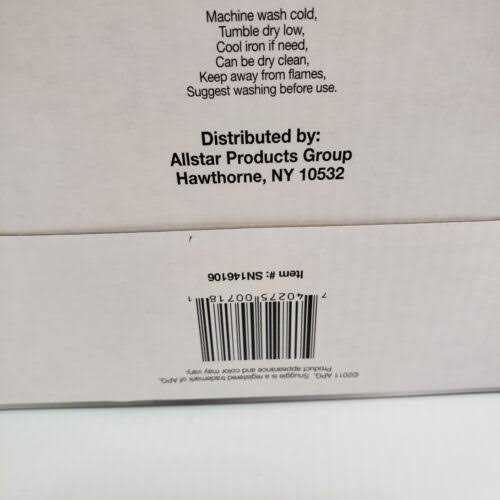 Machine wash cold,
Tumble dry low,
Cool iron if need,
Can be dry clean,
Keep away from flames,
Suggest washing before use.
Distributed by:
Allstar Products Group
Hawthorne, NY 10532
©2011 APG. Snuggie is a registered trademark of APG.
Product appearance and color may vary.
7 40275 00718 1
Item #: SN146106